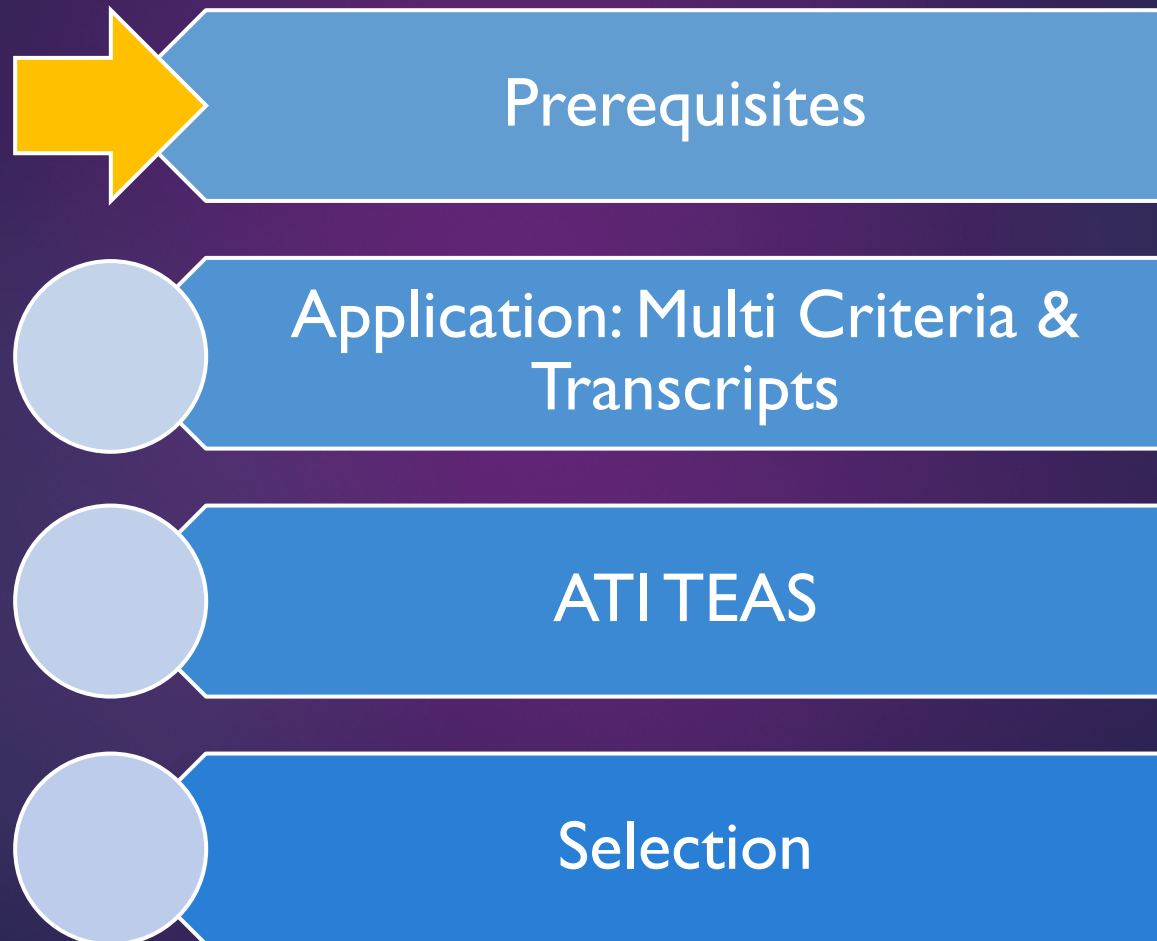 Prerequisites
Application: Multi Criteria &
Transcripts
ATI TEAS
Selection